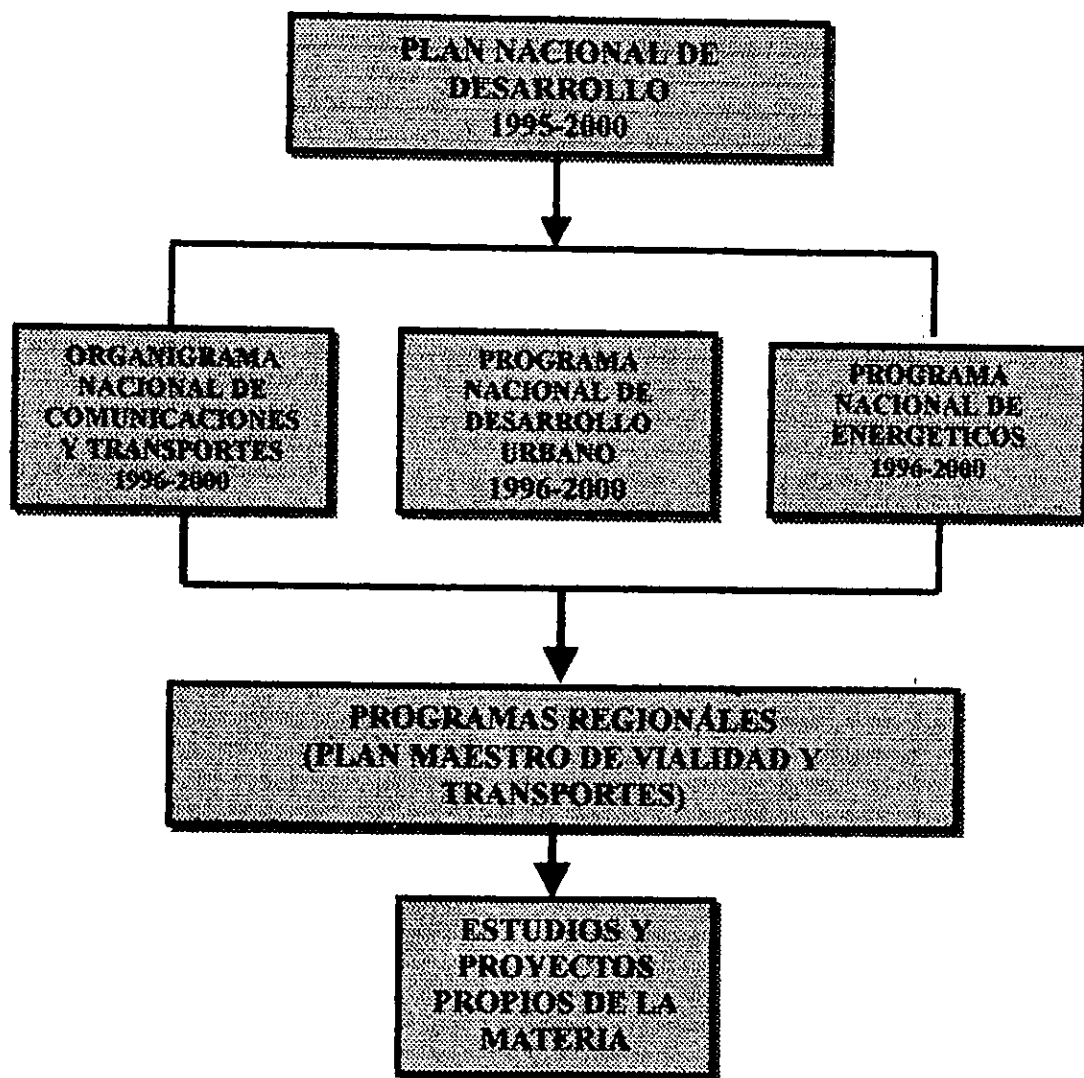 PLAN NACIONAL DE
DESARROLLO
1995-2000
ORGANIGRAMA
NACIONAL DE
COMUNICACIONES
Y TRANSPORTES
1996-2000
PROGRAMA
NACIONAL DE
DESARROLLO
URBANO
1996-2000
PROGRAMA
NACIONAL DE
ENERGETICOS
1996-2000
PROGRAMAS REGIONÁLES
(PLAN MAESTRO DE VIALIDAD Y
TRANSPORTES)
ESTUDIOS Y
PROYECTOS
PROPIOS DE LA
MATERIA